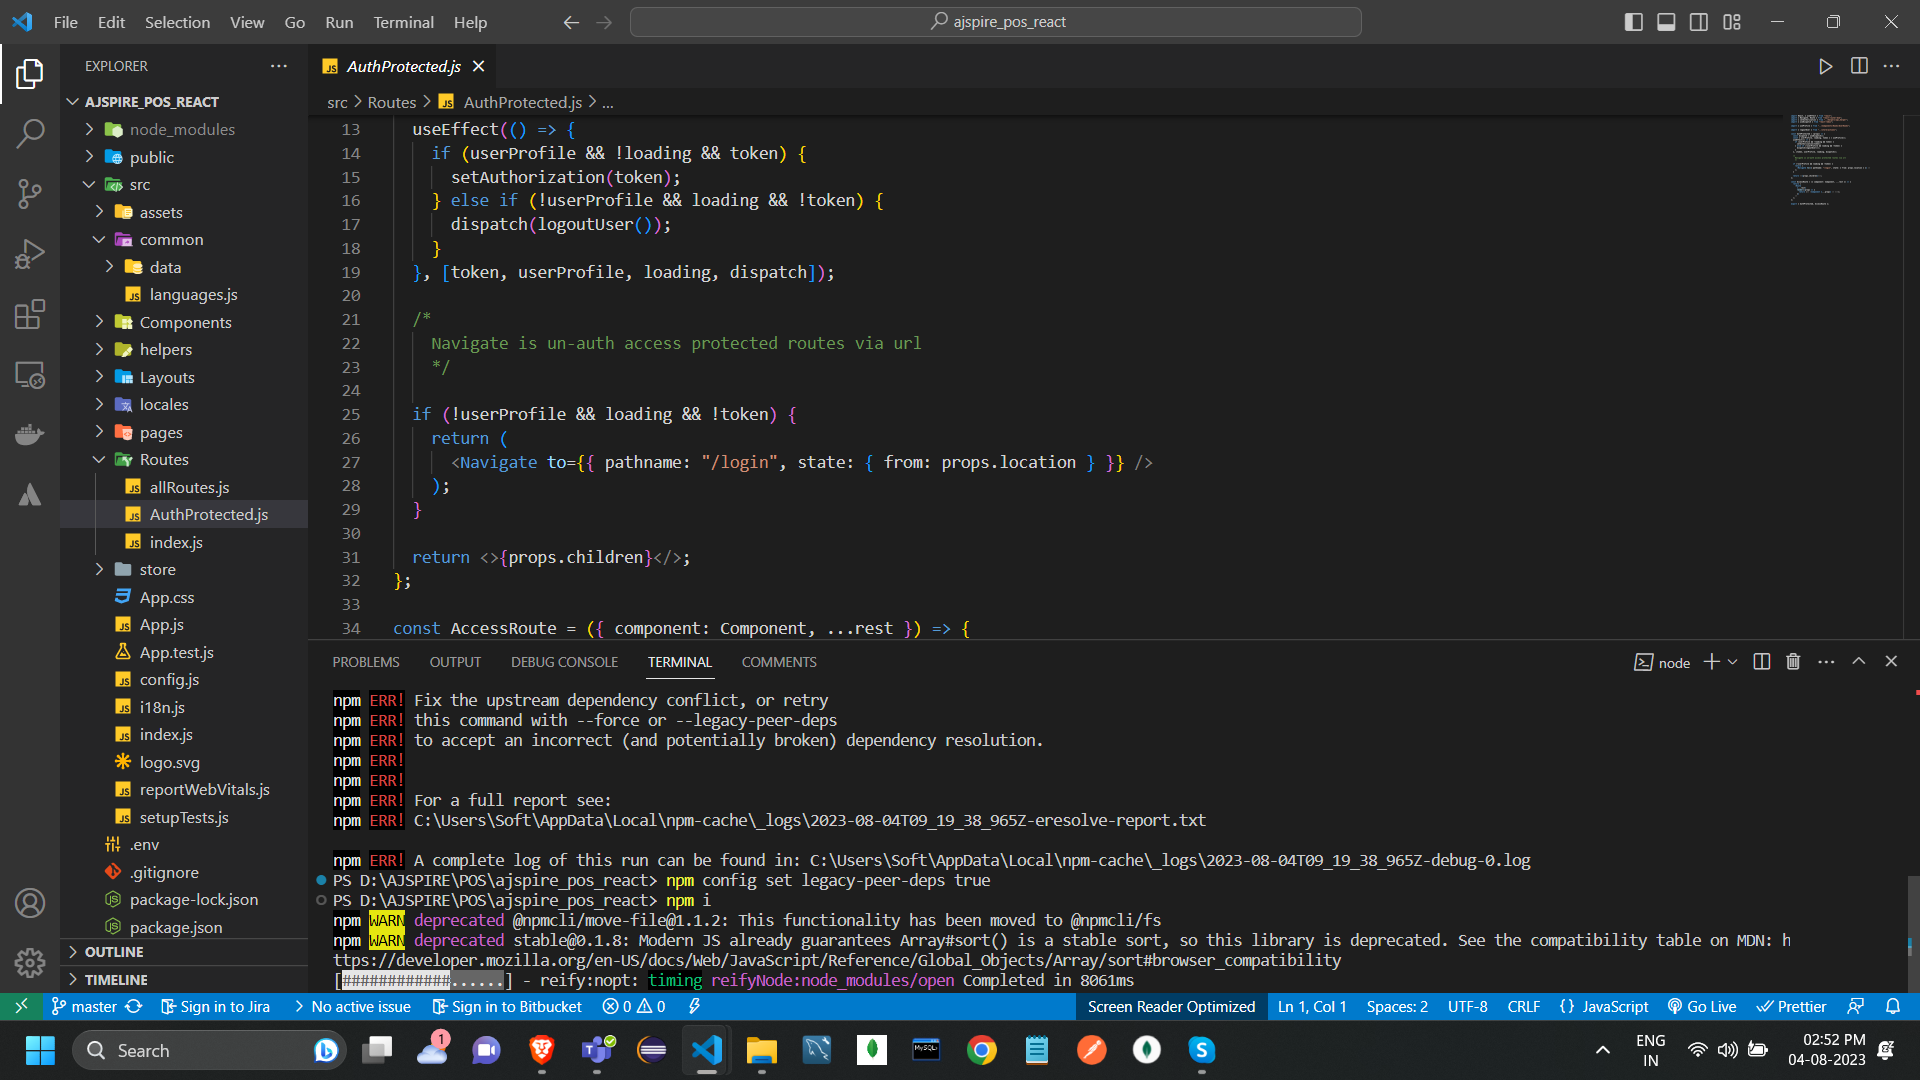 File Edit Selection View Go Run Terminal Help
ajspire_pos_react
EXPLORER
AJSPIRE_POS_REACT
node_modules
public
src
assets
common
data
languages.js
Components
helpers
Layouts
locales
pages
Routes
allRoutes.js
AuthProtected.js
index.js
store
App.css
App.js
App.test.js
config.js
i18n.js
index.js
logo.svg
reportWebVitals.js
setupTests.js
.env
.gitignore
package-lock.json
package.json
OUTLINE
TIMELINE
JS AuthProtected.js
src > Routes > JS AuthProtected.js > ...
13 useEffect(() => {
14 if (userProfile && !loading && token) {
15 setAuthorization(token);
16 } else if (!userProfile && loading && !token) {
17 dispatch(logoutUser());
18 }
19 }, [token, userProfile, loading, dispatch]);
20
21 /*
22 Navigate is un-auth access protected routes via url
23 */
24
25 if (!userProfile && loading && !token) {
26 return (
27 <Navigate to={{ pathname: "/login", state: { from: props.location } }} />
28 );
29 }
30
31 return <>{props.children}</>;
32 };
33
34 const AccessRoute = ({ component: Component, ...rest }) => {
PROBLEMS OUTPUT DEBUG CONSOLE TERMINAL COMMENTS
node
npm ERR! Fix the upstream dependency conflict, or retry
npm ERR! this command with --force or --legacy-peer-deps
npm ERR! to accept an incorrect (and potentially broken) dependency resolution.
npm ERR!
npm ERR!
npm ERR! For a full report see:
npm ERR! C:\Users\Soft\AppData\Local\npm-cache\_logs\2023-08-04T09_19_38_965Z-eresolve-report.txt
npm ERR! A complete log of this run can be found in: C:\Users\Soft\AppData\Local\npm-cache\_logs\2023-08-04T09_19_38_965Z-debug-0.log
PS D:\AJSPIRE\POS\ajspire_pos_react> npm config set legacy-peer-deps true
PS D:\AJSPIRE\POS\ajspire_pos_react> npm i
npm WARN deprecated @npmcli/move-file@1.1.2: This functionality has been moved to @npmcli/fs
npm WARN deprecated stable@0.1.8: Modern JS already guarantees Array#sort() is a stable sort, so this library is deprecated. See the compatibility table on MDN: h
ttps://developer.mozilla.org/en-US/docs/Web/JavaScript/Reference/Global_Objects/Array/sort#browser_compatibility
[############......] - reify:nopt: timing reifyNode:node_modules/open Completed in 8061ms
master Sign in to Jira No active issue Sign in to Bitbucket 0 0 Screen Reader Optimized Ln 1, Col 1 Spaces: 2 UTF-8 CRLF {} JavaScript Go Live Prettier
Search
1
MySQL
ENG
IN
02:52 PM
04-08-2023